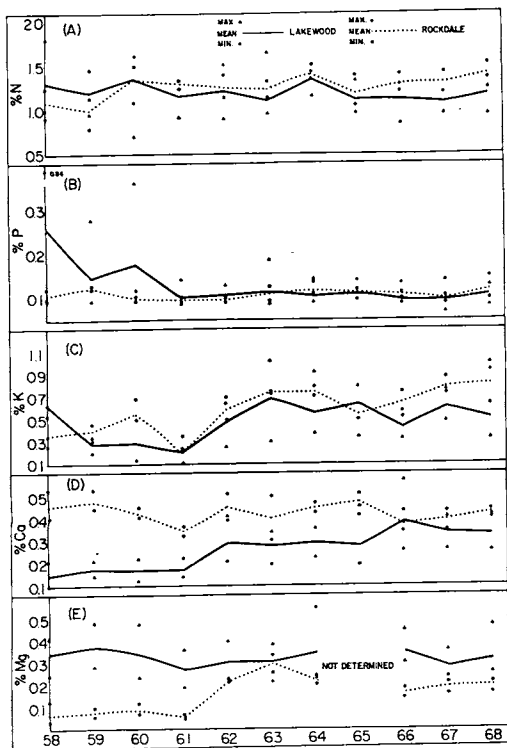 (A)
MAX.
MEAN LAKEWOOD
MIN.
MAX.
MEAN ROCKDALE
MIN.
%N
2.0
1.5
1.0
0.5
(B)
0.84
% P
0.3
0.2
0.1
(C)
%K
1.1
0.9
0.7
0.5
0.3
0.1
(D)
%Ca
0.5
0.4
0.3
0.2
0.1
(E)
%Mg
0.5
0.4
0.3
0.2
0.1
NOT DETERMINED
58 59 60 61 62 63 64 65 66 67 68